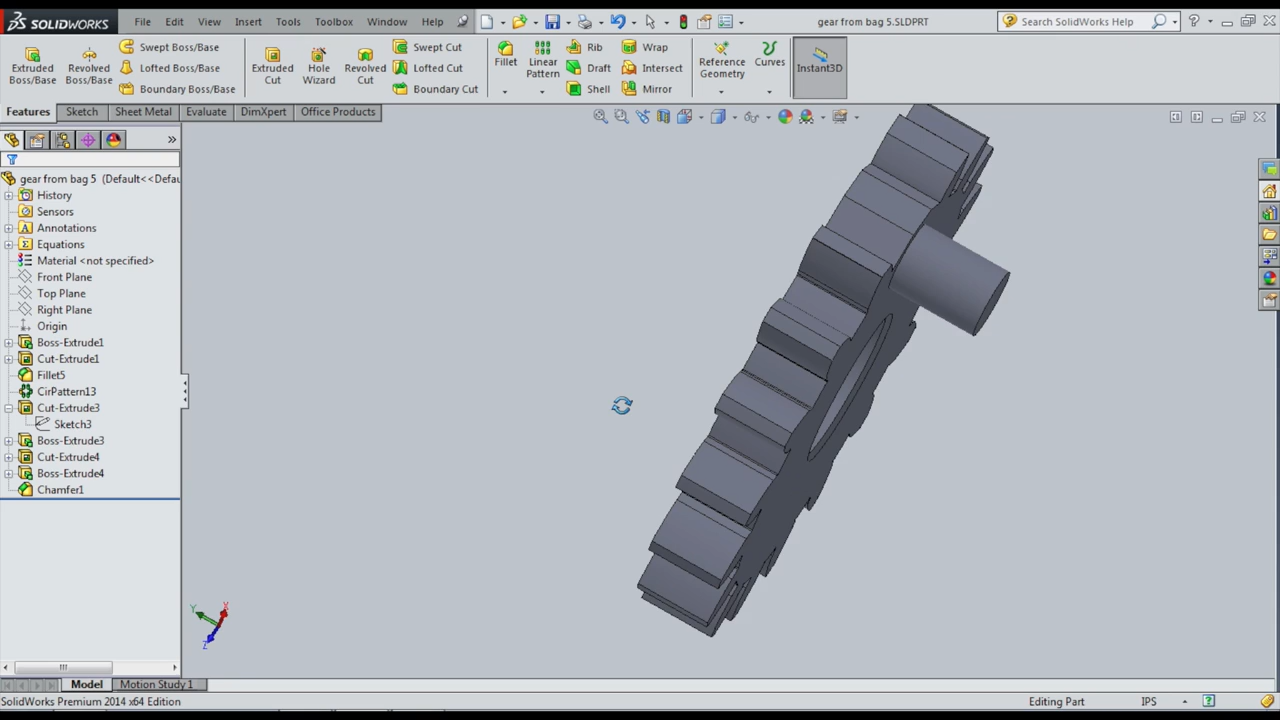 SOLIDWORKS File Edit View Insert Tools Toolbox Window Help gear from bag 5.SLDPRT Search SolidWorks Help
Extruded Boss/Base
Revolved Boss/Base
Swept Boss/Base
Lofted Boss/Base
Boundary Boss/Base
Extruded Cut
Hole Wizard
Revolved Cut
Swept Cut
Lofted Cut
Boundary Cut
Fillet
Linear Pattern
Rib
Draft
Shell
Wrap
Intersect
Mirror
Reference Geometry
Curves
Instant3D
Features Sketch Sheet Metal Evaluate DimXpert Office Products
gear from bag 5 (Default<<Defau
History
Sensors
Annotations
Equations
Material <not specified>
Front Plane
Top Plane
Right Plane
Origin
Boss-Extrude1
Cut-Extrude1
Fillet5
CirPattern13
Cut-Extrude3
Sketch3
Boss-Extrude3
Cut-Extrude4
Boss-Extrude4
Chamfer1
Y X
Z
Model Motion Study 1
SolidWorks Premium 2014 x64 Edition Editing Part IPS